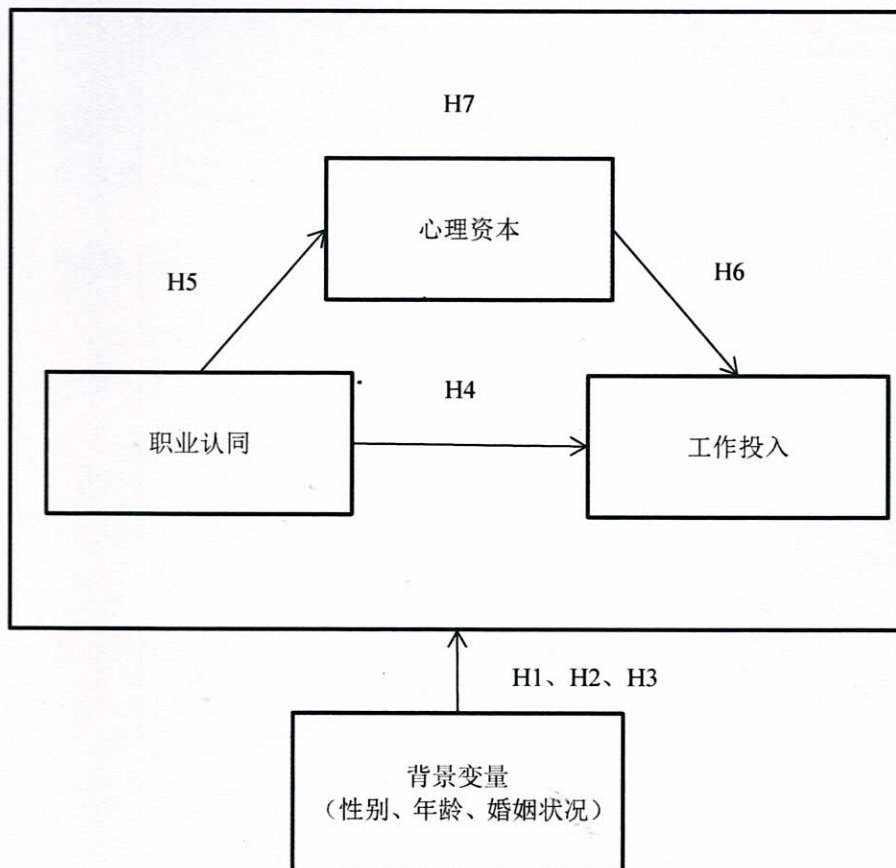 H7
心理资本
H5
H6
H4
职业认同
工作投入
H1、H2、H3
背景变量
（性别、年龄、婚姻状况）